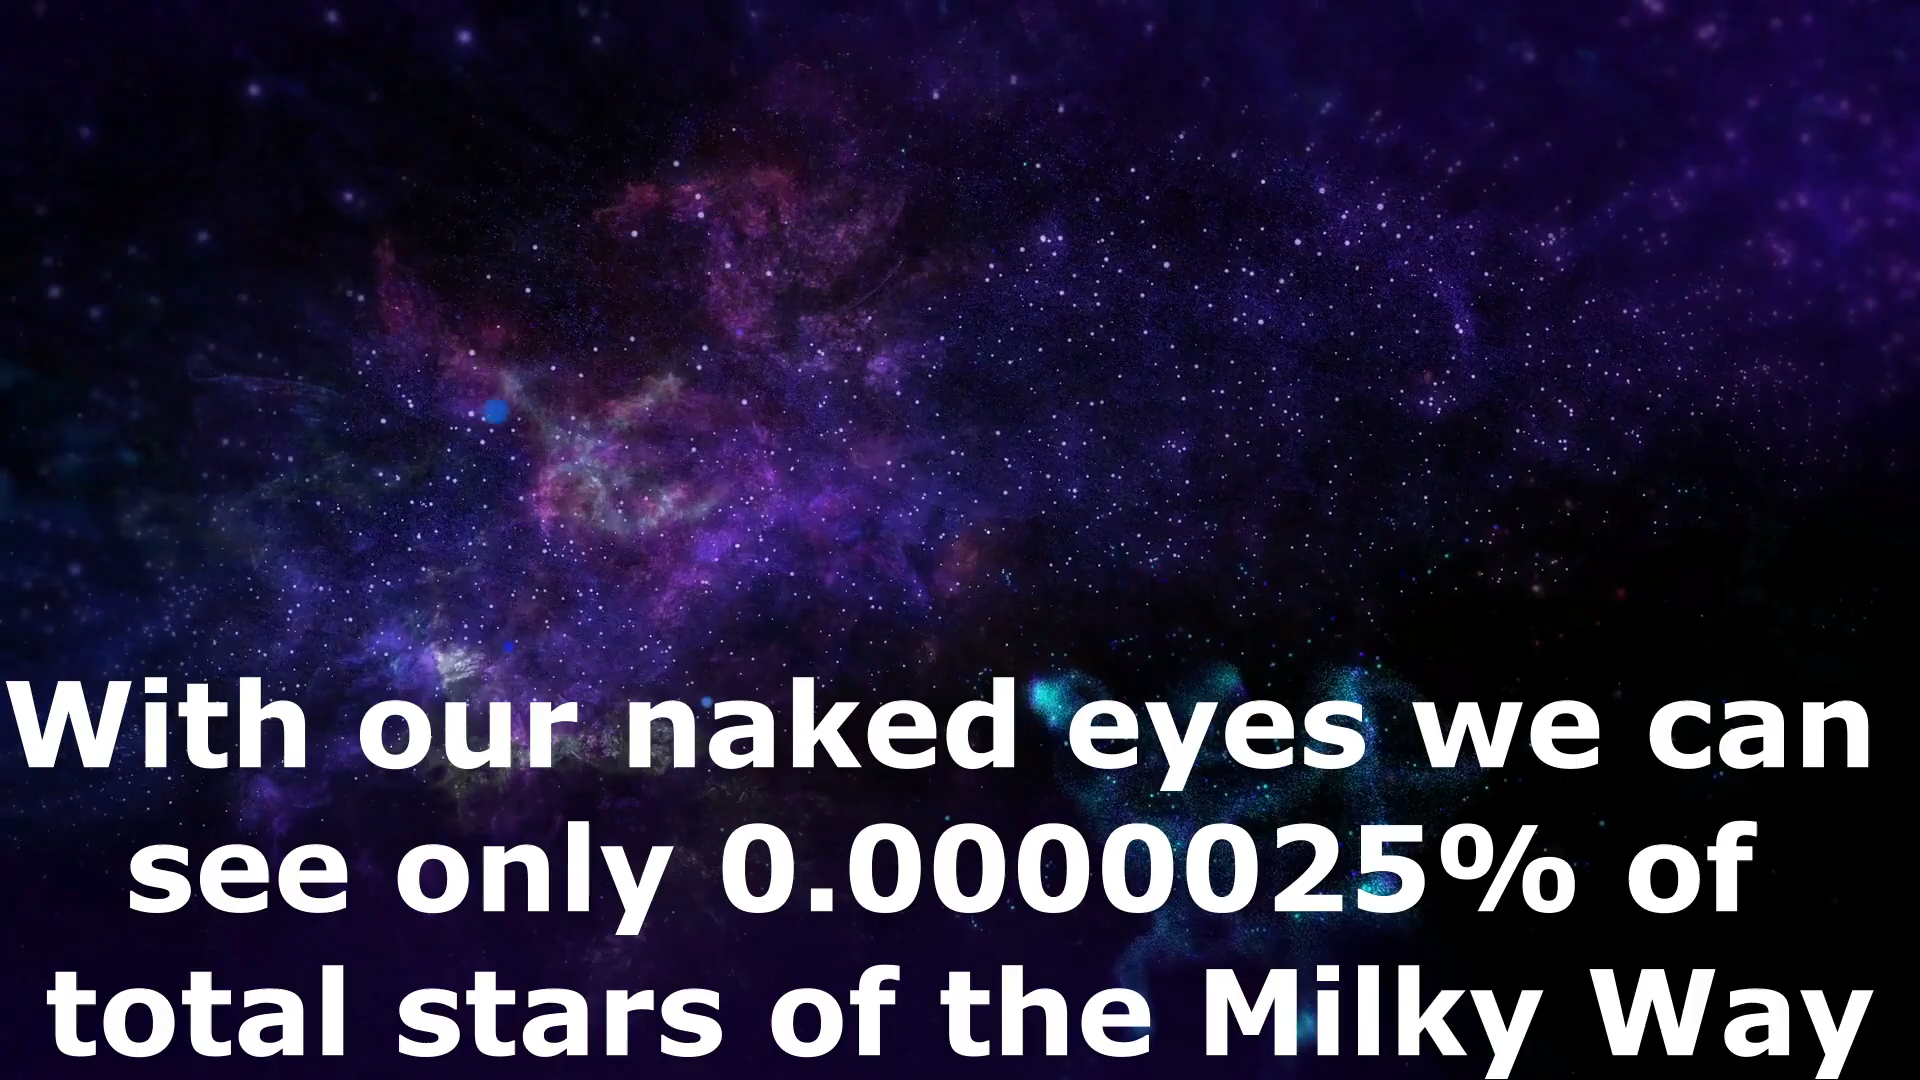 With our naked eyes we can
see only 0.0000025% of
total stars of the Milky Way